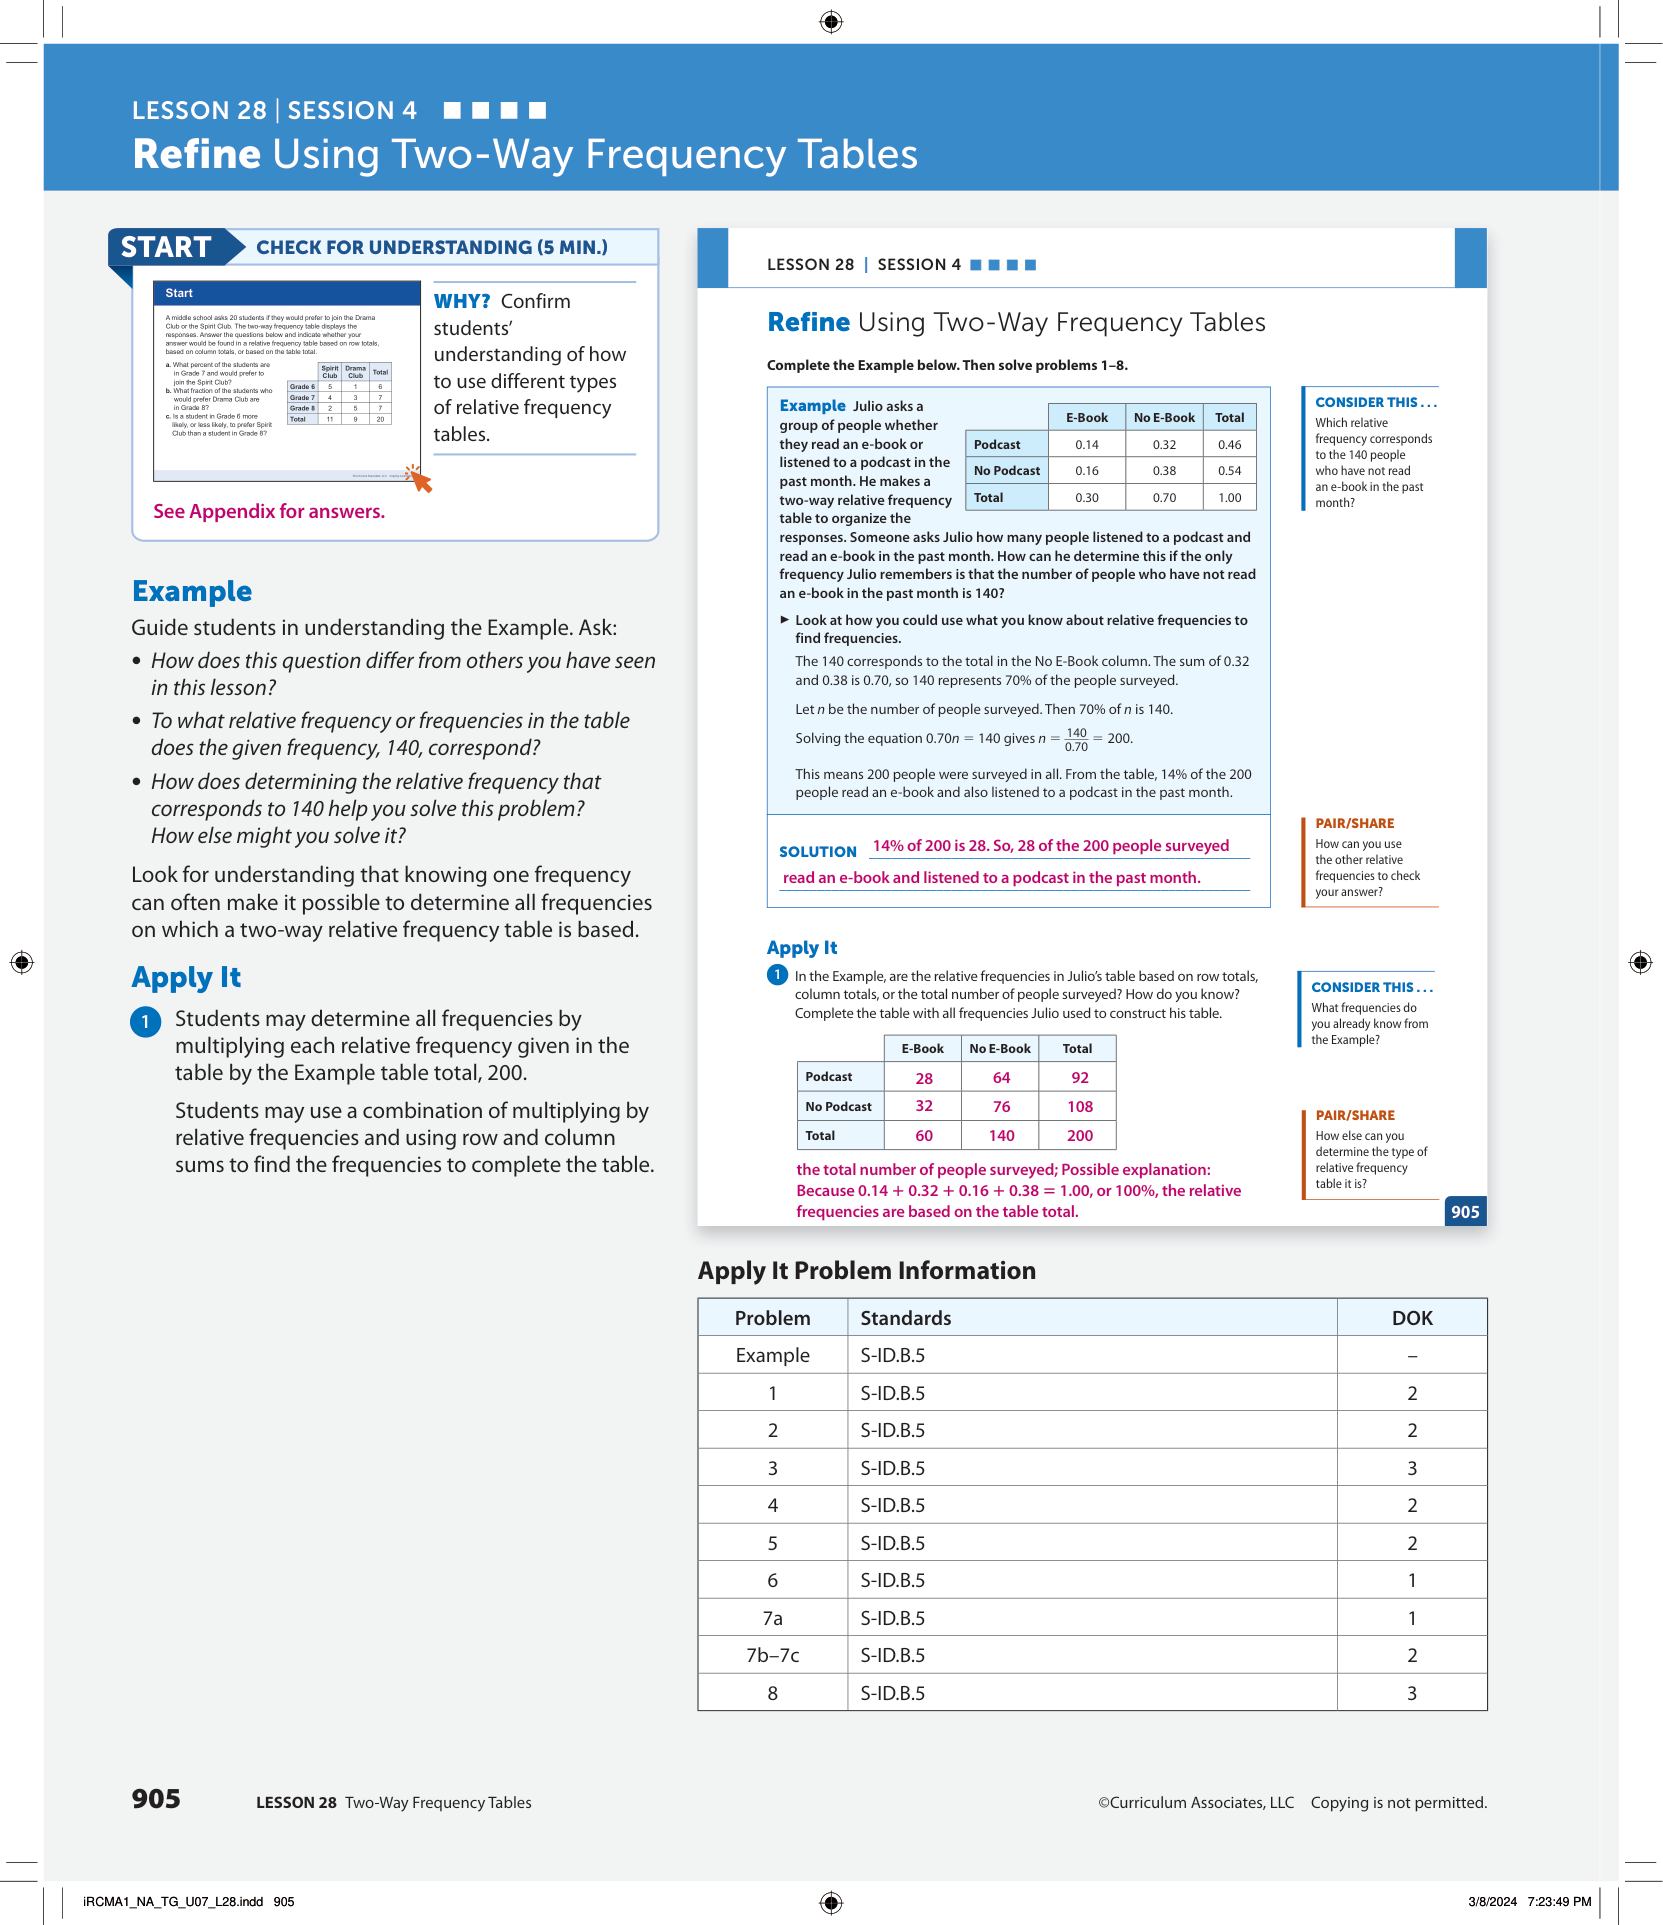 LESSON 28 | SESSION 4
Refine Using Two-Way Frequency Tables
START
CHECK FOR UNDERSTANDING (5 MIN.)
Start
A middle school asks 20 students if they would prefer to join the Drama
Club or the Spirit Club. The two-way frequency table displays the
responses. Answer the questions below and indicate whether your
answer would be found in a relative frequency table based on row totals,
based on column totals, or based on the table total.
a. What percent of the students are
in Grade 7 and would prefer to
join the Spirit Club?
b. What fraction of the students who
would prefer Drama Club are
in Grade 8?
c. Is a student in Grade 6 more
likely, or less likely, to prefer Spirit
Club than a student in Grade 8?
Spirit Club Drama Club Total
Grade 6 5 1 6
Grade 7 4 3 7
Grade 8 2 5 7
Total 11 9 20
WHY? Confirm
students’
understanding of how
to use different types
of relative frequency
tables.
See Appendix for answers.
Example
Guide students in understanding the Example. Ask:
• How does this question differ from others you have seen
in this lesson?
• To what relative frequency or frequencies in the table
does the given frequency, 140, correspond?
• How does determining the relative frequency that
corresponds to 140 help you solve this problem?
How else might you solve it?
Look for understanding that knowing one frequency
can often make it possible to determine all frequencies
on which a two-way relative frequency table is based.
Apply It
1 Students may determine all frequencies by
multiplying each relative frequency given in the
table by the Example table total, 200.
Students may use a combination of multiplying by
relative frequencies and using row and column
sums to find the frequencies to complete the table.
LESSON 28 | SESSION 4
Refine Using Two-Way Frequency Tables
Complete the Example below. Then solve problems 1–8.
Example Julio asks a
group of people whether
they read an e-book or
listened to a podcast in the
past month. He makes a
two-way relative frequency
table to organize the
responses. Someone asks Julio how many people listened to a podcast and
read an e-book in the past month. How can he determine this if the only
frequency Julio remembers is that the number of people who have not read
an e-book in the past month is 140?
E-Book No E-Book Total
Podcast 0.14 0.32 0.46
No Podcast 0.16 0.38 0.54
Total 0.30 0.70 1.00
▶ Look at how you could use what you know about relative frequencies to
find frequencies.
The 140 corresponds to the total in the No E-Book column. The sum of 0.32
and 0.38 is 0.70, so 140 represents 70% of the people surveyed.
Let n be the number of people surveyed. Then 70% of n is 140.
Solving the equation 0.70n = 140 gives n = 140/0.70 = 200.
This means 200 people were surveyed in all. From the table, 14% of the 200
people read an e-book and also listened to a podcast in the past month.
SOLUTION 14% of 200 is 28. So, 28 of the 200 people surveyed
read an e-book and listened to a podcast in the past month.
CONSIDER THIS . . .
Which relative
frequency corresponds
to the 140 people
who have not read
an e-book in the past
month?
PAIR/SHARE
How can you use
the other relative
frequencies to check
your answer?
Apply It
1 In the Example, are the relative frequencies in Julio’s table based on row totals,
column totals, or the total number of people surveyed? How do you know?
Complete the table with all frequencies Julio used to construct his table.
E-Book No E-Book Total
Podcast 28 64 92
No Podcast 32 76 108
Total 60 140 200
the total number of people surveyed; Possible explanation:
Because 0.14 + 0.32 + 0.16 + 0.38 = 1.00, or 100%, the relative
frequencies are based on the table total.
CONSIDER THIS . . .
What frequencies do
you already know from
the Example?
PAIR/SHARE
How else can you
determine the type of
relative frequency
table it is?
905
Apply It Problem Information
Problem Standards DOK
Example S-ID.B.5 –
1 S-ID.B.5 2
2 S-ID.B.5 2
3 S-ID.B.5 3
4 S-ID.B.5 2
5 S-ID.B.5 2
6 S-ID.B.5 1
7a S-ID.B.5 1
7b–7c S-ID.B.5 2
8 S-ID.B.5 3
905 LESSON 28 Two-Way Frequency Tables
©Curriculum Associates, LLC Copying is not permitted.
iRCMA1_NA_TG_U07_L28.indd 905
3/8/2024 7:23:49 PM